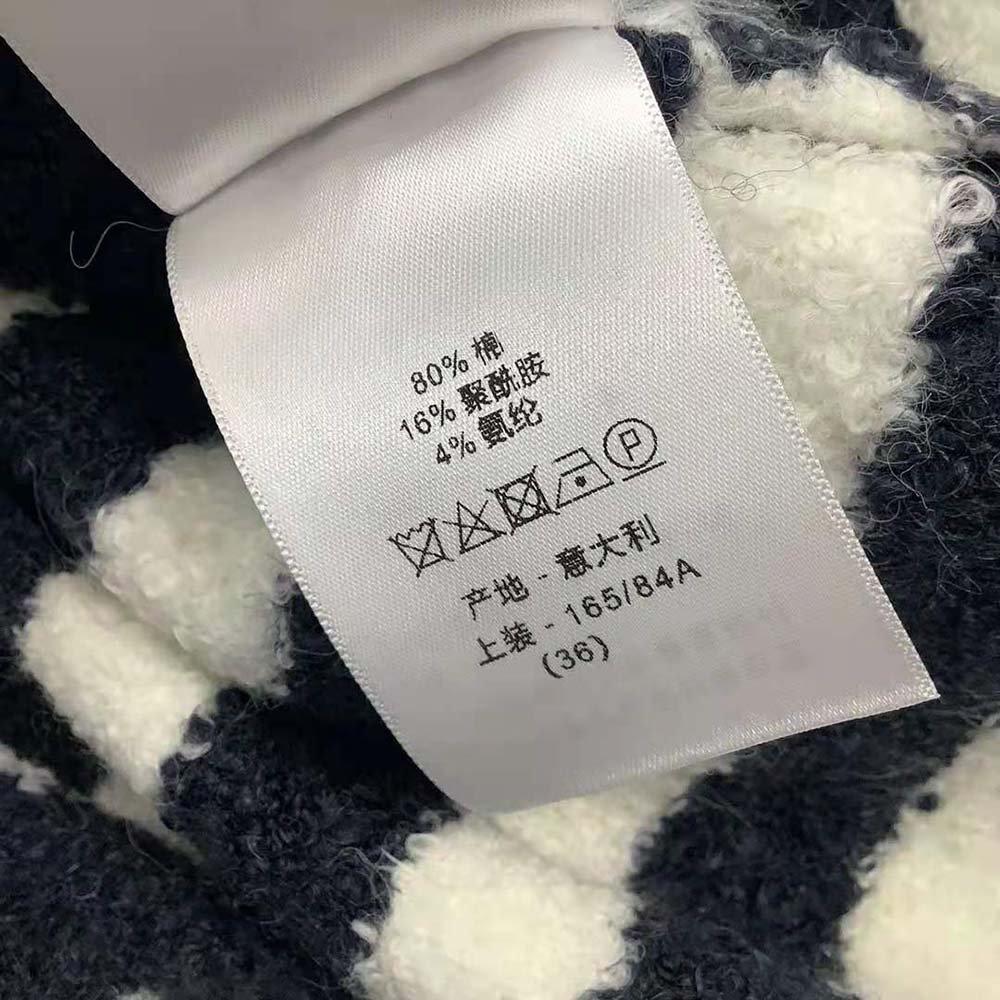 80% 棉
16% 聚酰胺
4% 氨纶
P
产地 - 意大利
上装 - 165/84A
(36)